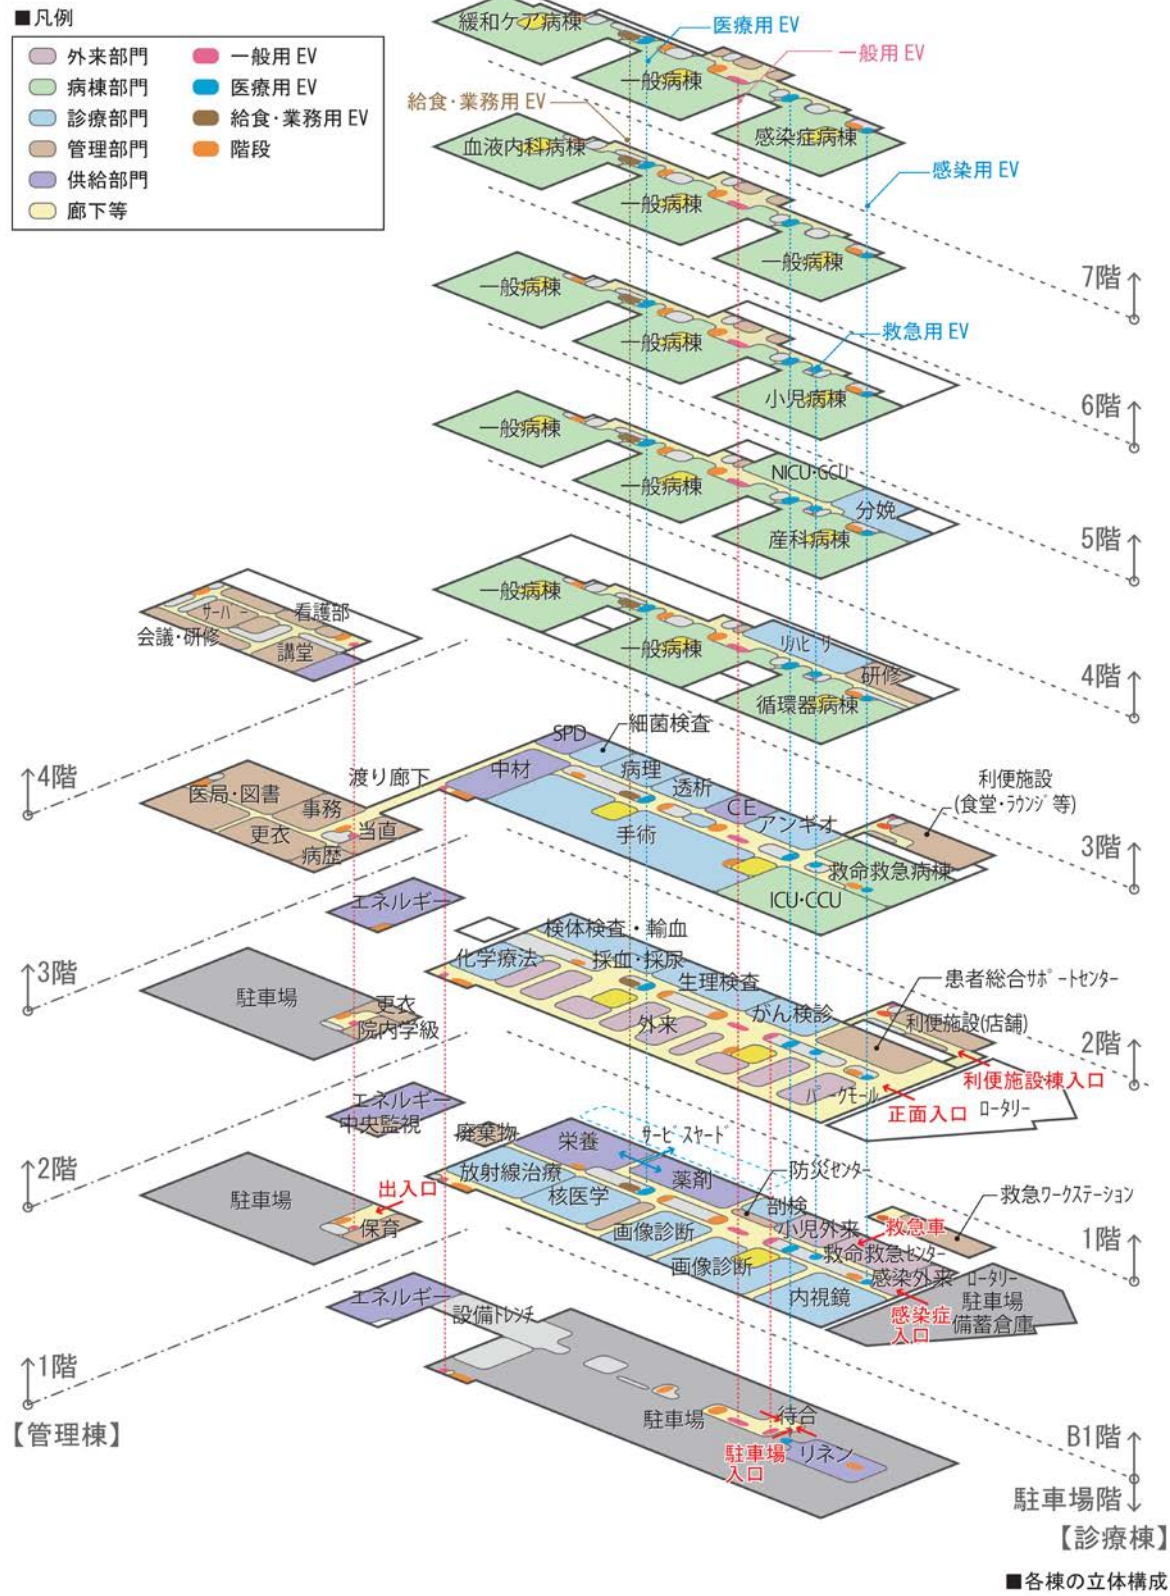 ■凡例
外来部門
病棟部門
診療部門
管理部門
供給部門
廊下等
一般用 EV
医療用 EV
給食・業務用 EV
階段
緩和ケア病棟
医療用 EV
一般用 EV
一般病棟
給食・業務用 EV
感染症病棟
血液内科病棟
感染用 EV
一般病棟
一般病棟
7階
一般病棟
救急用 EV
一般病棟
小児病棟
6階
一般病棟
NICU・GCU
一般病棟
分娩
産科病棟
5階
一般病棟
看護部
サーバー
会議・研修
講堂
リハビリ
一般病棟
研修
4階
循環器病棟
細菌検査
SPD
4階
渡り廊下
中材
病理
透析
利便施設
(食堂・ラウンジ等)
医局・図書
事務
CE
アンギオ
更衣
当直
手術
3階
病歴
救命救急病棟
ICU・CCU
エネルギー
検体検査・輸血
3階
化学療法
採血・採尿
生理検査
患者総合サポートセンター
駐車場
更衣
がん検診
院内学級
外来
利便施設(店舗)
2階
利便施設棟入口
パークモール
正面入口
ロータリー
エネルギー
中央監視
廃棄物
栄養
サービスヤード
2階
放射線治療
薬剤
防災センター
出入口
駐車場
核医学
剖検
救急ワークステーション
保育
画像診断
小児外来
救急車
1階
画像診断
救命救急センター
感染外来
ロータリー
エネルギー
設備トレンチ
内視鏡
駐車場
感染症
入口
備蓄倉庫
1階
【管理棟】
駐車場
待合
B1階
駐車場
入口
リネン
駐車場階
【診療棟】
■各棟の立体構成